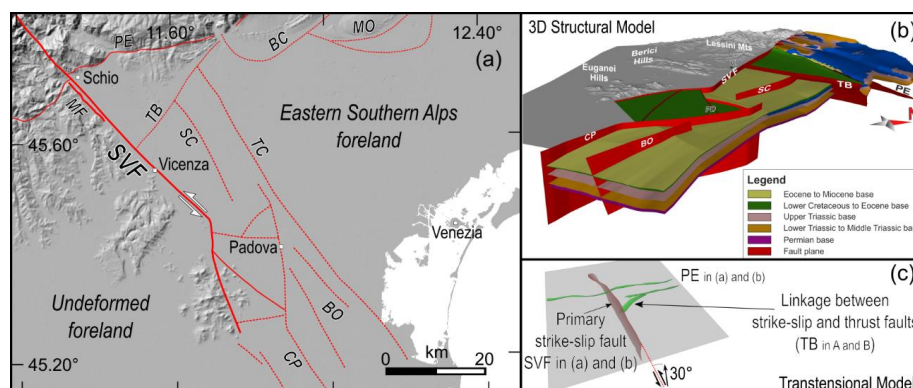 11.60°
12.40°
PE
BC
MO
(a)
Schio
MF
TB
SC
TC
Eastern Southern Alps
foreland
45.60°
SVF
Vicenza
Padova
Venezia
Undeformed
foreland
BO
CP
45.20°
0
km
20
3D Structural Model
(b)
Lessini Mts
Berici
Hills
Euganei
Hills
SVF
TB
PE
SC
PD
CP
BO
N
Legend
Eocene to Miocene base
Lower Cretaceous to Eocene base
Upper Triassic base
Lower Triassic to Middle Triassic bas
Permian base
Fault plane
(c)
PE in (a) and (b)
Primary
strike-slip fault
SVF in (a) and (b)
Linkage between
strike-slip and thrust faults
(TB in A and B)
30°
Transtensional Model